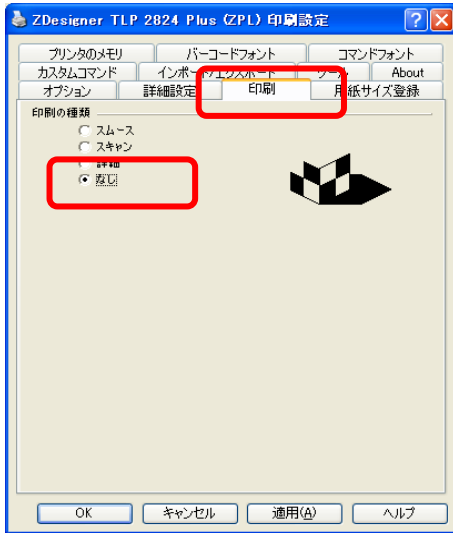 ZDesigner TLP 2824 Plus (ZPL) 印刷設定
プリンタのメモリ バーコードフォント コマンドフォント
カスタムコマンド インポート/エクスポート ツール About
オプション 詳細設定 印刷 用紙サイズ登録
印刷の種類
スムース
スキャン
詳細
なし
OK キャンセル 適用(A) ヘルプ